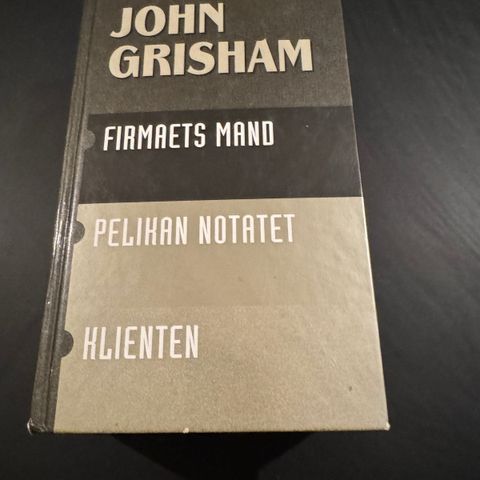 JOHN
GRISHAM
FIRMAETS MAND
PELIKAN NOTATET
KLIENTEN